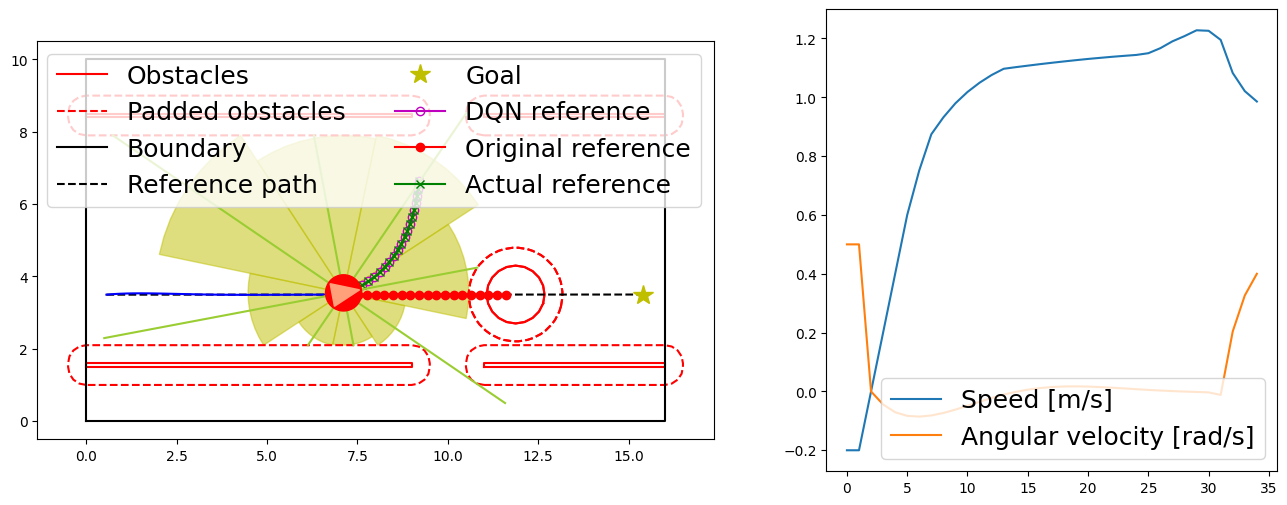 Obstacles
Padded obstacles
Boundary
Reference path
Goal
DQN reference
Original reference
Actual reference
10
8
6
4
2
0
0.0 2.5 5.0 7.5 10.0 12.5 15.0
1.2
1.0
0.8
0.6
0.4
0.2
0.0
−0.2
Speed [m/s]
Angular velocity [rad/s]
0 5 10 15 20 25 30 35